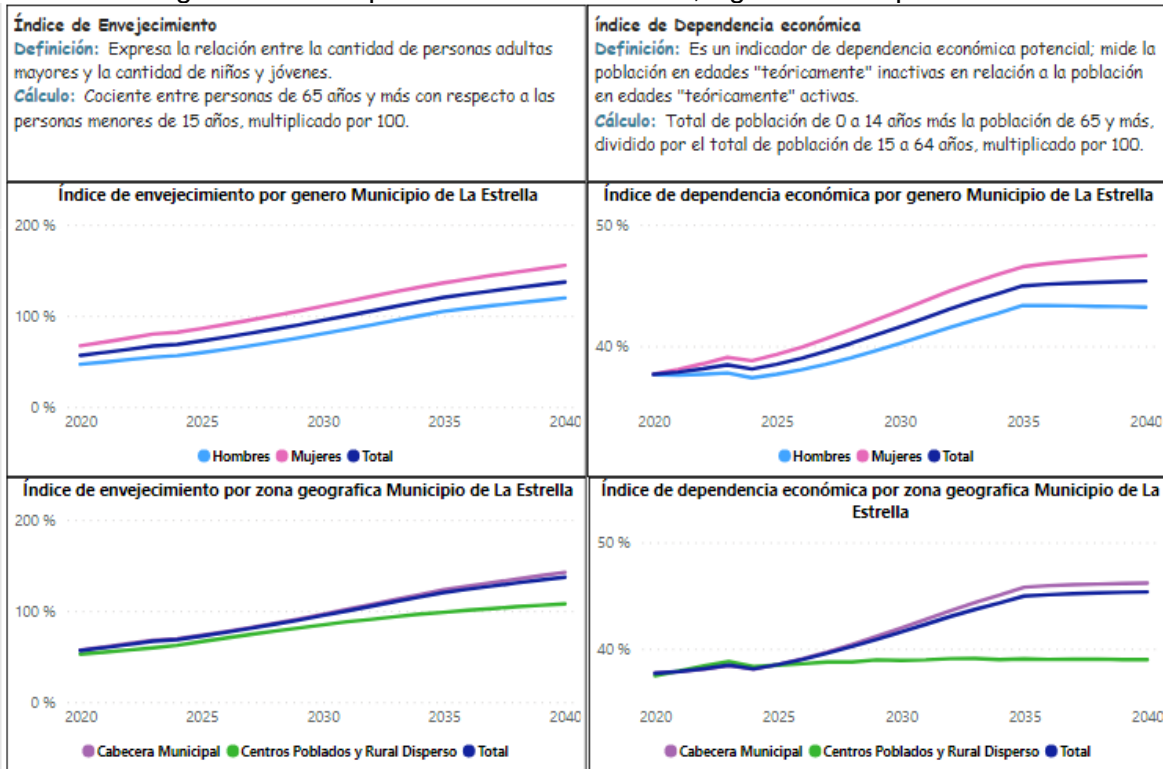 Índice de Envejecimiento
Definición: Expresa la relación entre la cantidad de personas adultas
mayores y la cantidad de niños y jóvenes.
Cálculo: Cociente entre personas de 65 años y más con respecto a las
personas menores de 15 años, multiplicado por 100.
índice de Dependencia económica
Definición: Es un indicador de dependencia económica potencial; mide la
población en edades "teóricamente" inactivas en relación a la población
en edades "teóricamente" activas.
Cálculo: Total de población de 0 a 14 años más la población de 65 y más,
dividido por el total de población de 15 a 64 años, multiplicado por 100.
Índice de envejecimiento por genero Municipio de La Estrella
200 %
100 %
0 %
2020 2025 2030 2035 2040
Hombres Mujeres Total
Índice de dependencia económica por genero Municipio de La Estrella
50 %
40 %
2020 2025 2030 2035 2040
Hombres Mujeres Total
Índice de envejecimiento por zona geografica Municipio de La Estrella
200 %
100 %
0 %
2020 2025 2030 2035 2040
Cabecera Municipal Centros Poblados y Rural Disperso Total
Índice de dependencia económica por zona geografica Municipio de La
Estrella
50 %
40 %
2020 2025 2030 2035 2040
Cabecera Municipal Centros Poblados y Rural Disperso Total